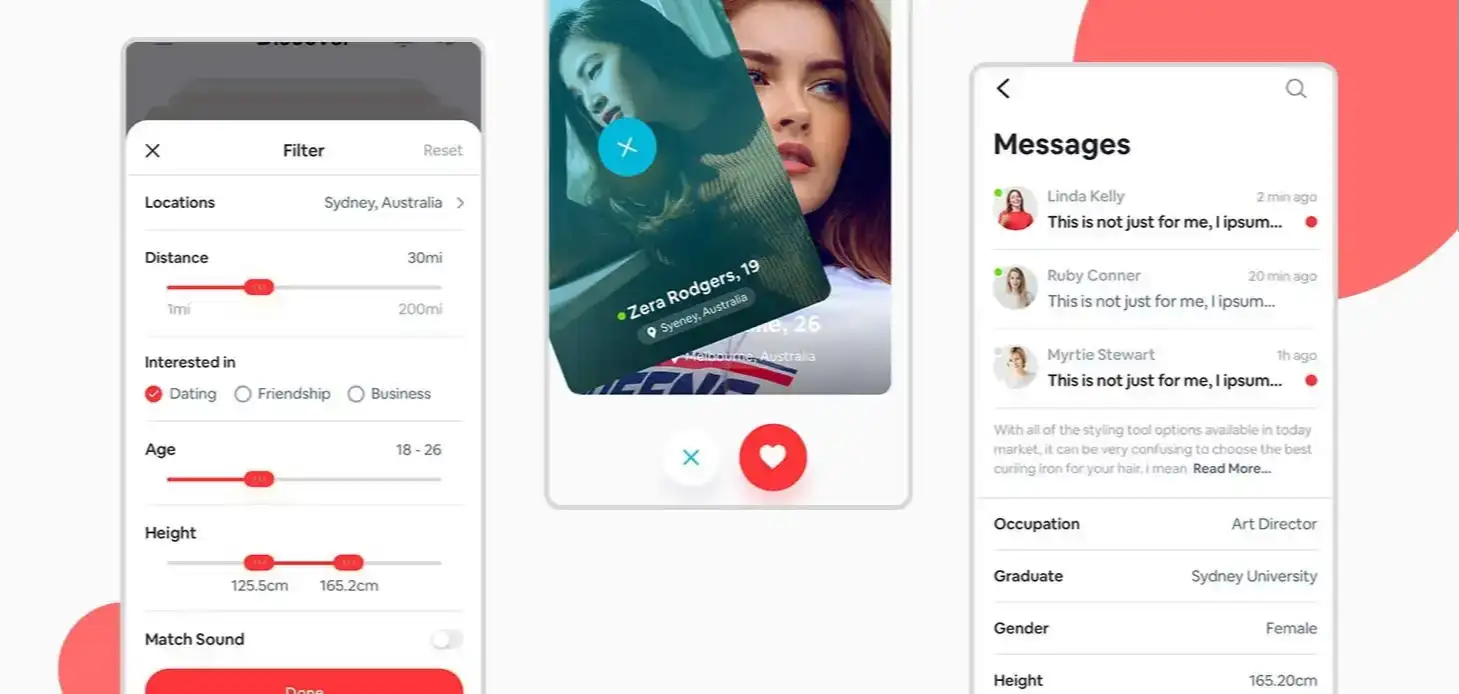 Discover
Filter
Reset
Locations
Sydney, Australia
Distance
30mi
1mi
200mi
Interested in
Dating
Friendship
Business
Age
18 - 26
Height
125.5cm
165.2cm
Match Sound
Done
Zera Rodgers, 19
Syeney, Australia
26
Melbourne, Australia
QUEENS
Messages
Linda Kelly
2 min ago
This is not just for me, I ipsum...
Ruby Conner
20 min ago
This is not just for me, I ipsum...
Myrtie Stewart
1h ago
This is not just for me, I ipsum...
With all of the styling tool options available in today
market, it can be very confusing to choose the best
curiing iron for your hair. i mean Read More...
Occupation
Art Director
Graduate
Sydney University
Gender
Female
Height
165.20cm